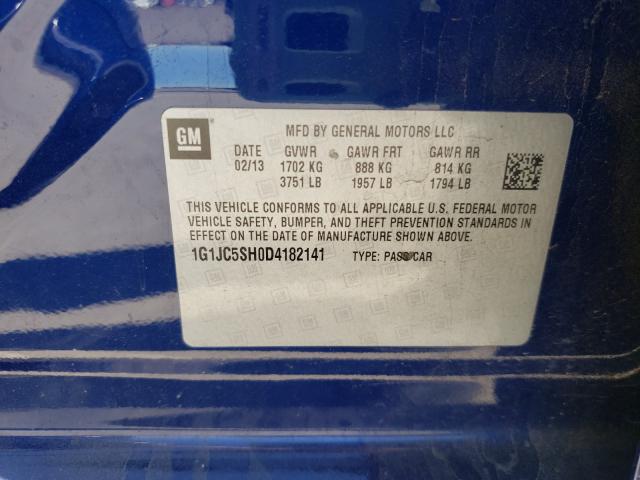 GM
MFD BY GENERAL MOTORS LLC
DATE GVWR GAWR FRT GAWR RR
02/13 1702 KG 888 KG 814 KG
3751 LB 1957 LB 1794 LB
THIS VEHICLE CONFORMS TO ALL APPLICABLE U.S. FEDERAL MOTOR
VEHICLE SAFETY, BUMPER, AND THEFT PREVENTION STANDARDS IN
EFFECT ON THE DATE OF MANUFACTURE SHOWN ABOVE.
1G1JC5SH0D4182141 TYPE: PASS CAR